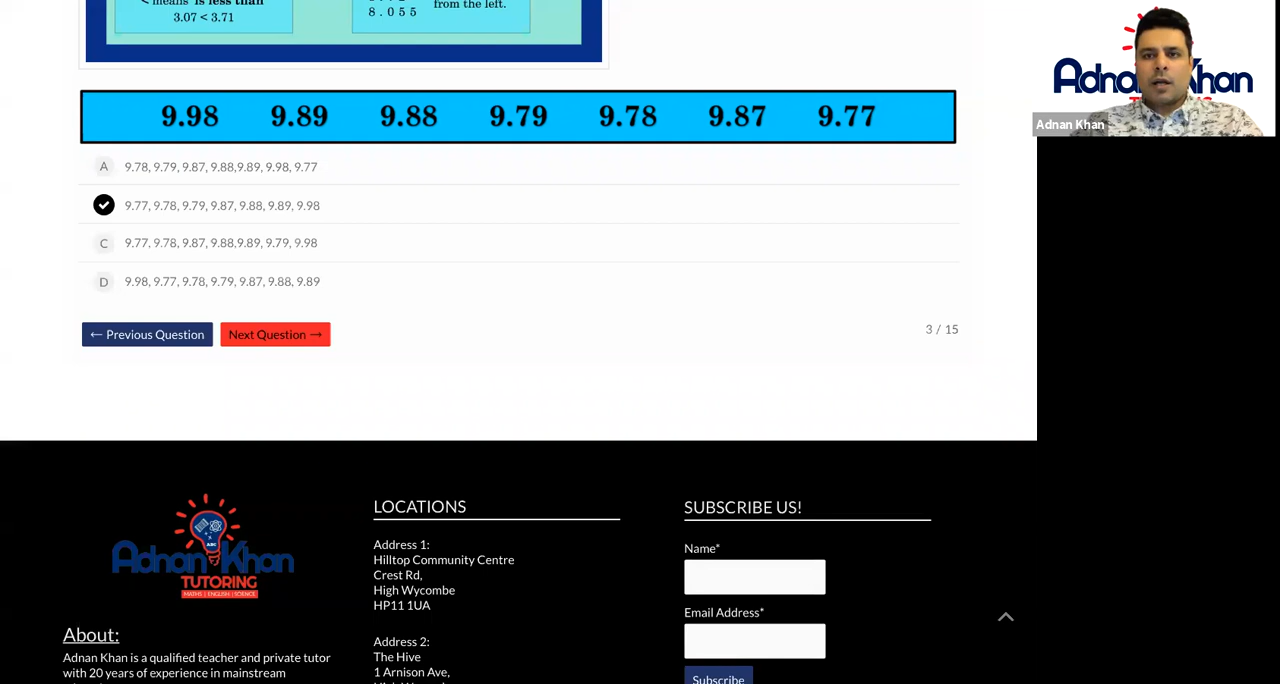 < means is less than
3.07 < 3.71
8 . 0 5 5
from the left.
9.98 9.89 9.88 9.79 9.78 9.87 9.77
A 9.78, 9.79, 9.87, 9.88,9.89, 9.98, 9.77
9.77, 9.78, 9.79, 9.87, 9.88, 9.89, 9.98
C 9.77, 9.78, 9.87, 9.88,9.89, 9.79, 9.98
D 9.98, 9.77, 9.78, 9.79, 9.87, 9.88, 9.89
← Previous Question Next Question →
3 / 15
Adnan Khan
Adnan Khan
TUTORING
MATHS | ENGLISH | SCIENCE
About:
Adnan Khan is a qualified teacher and private tutor
with 20 years of experience in mainstream
LOCATIONS
Address 1:
Hilltop Community Centre
Crest Rd,
High Wycombe
HP11 1UA
Address 2:
The Hive
1 Arnison Ave,
SUBSCRIBE US!
Name*
Email Address*
Subscribe